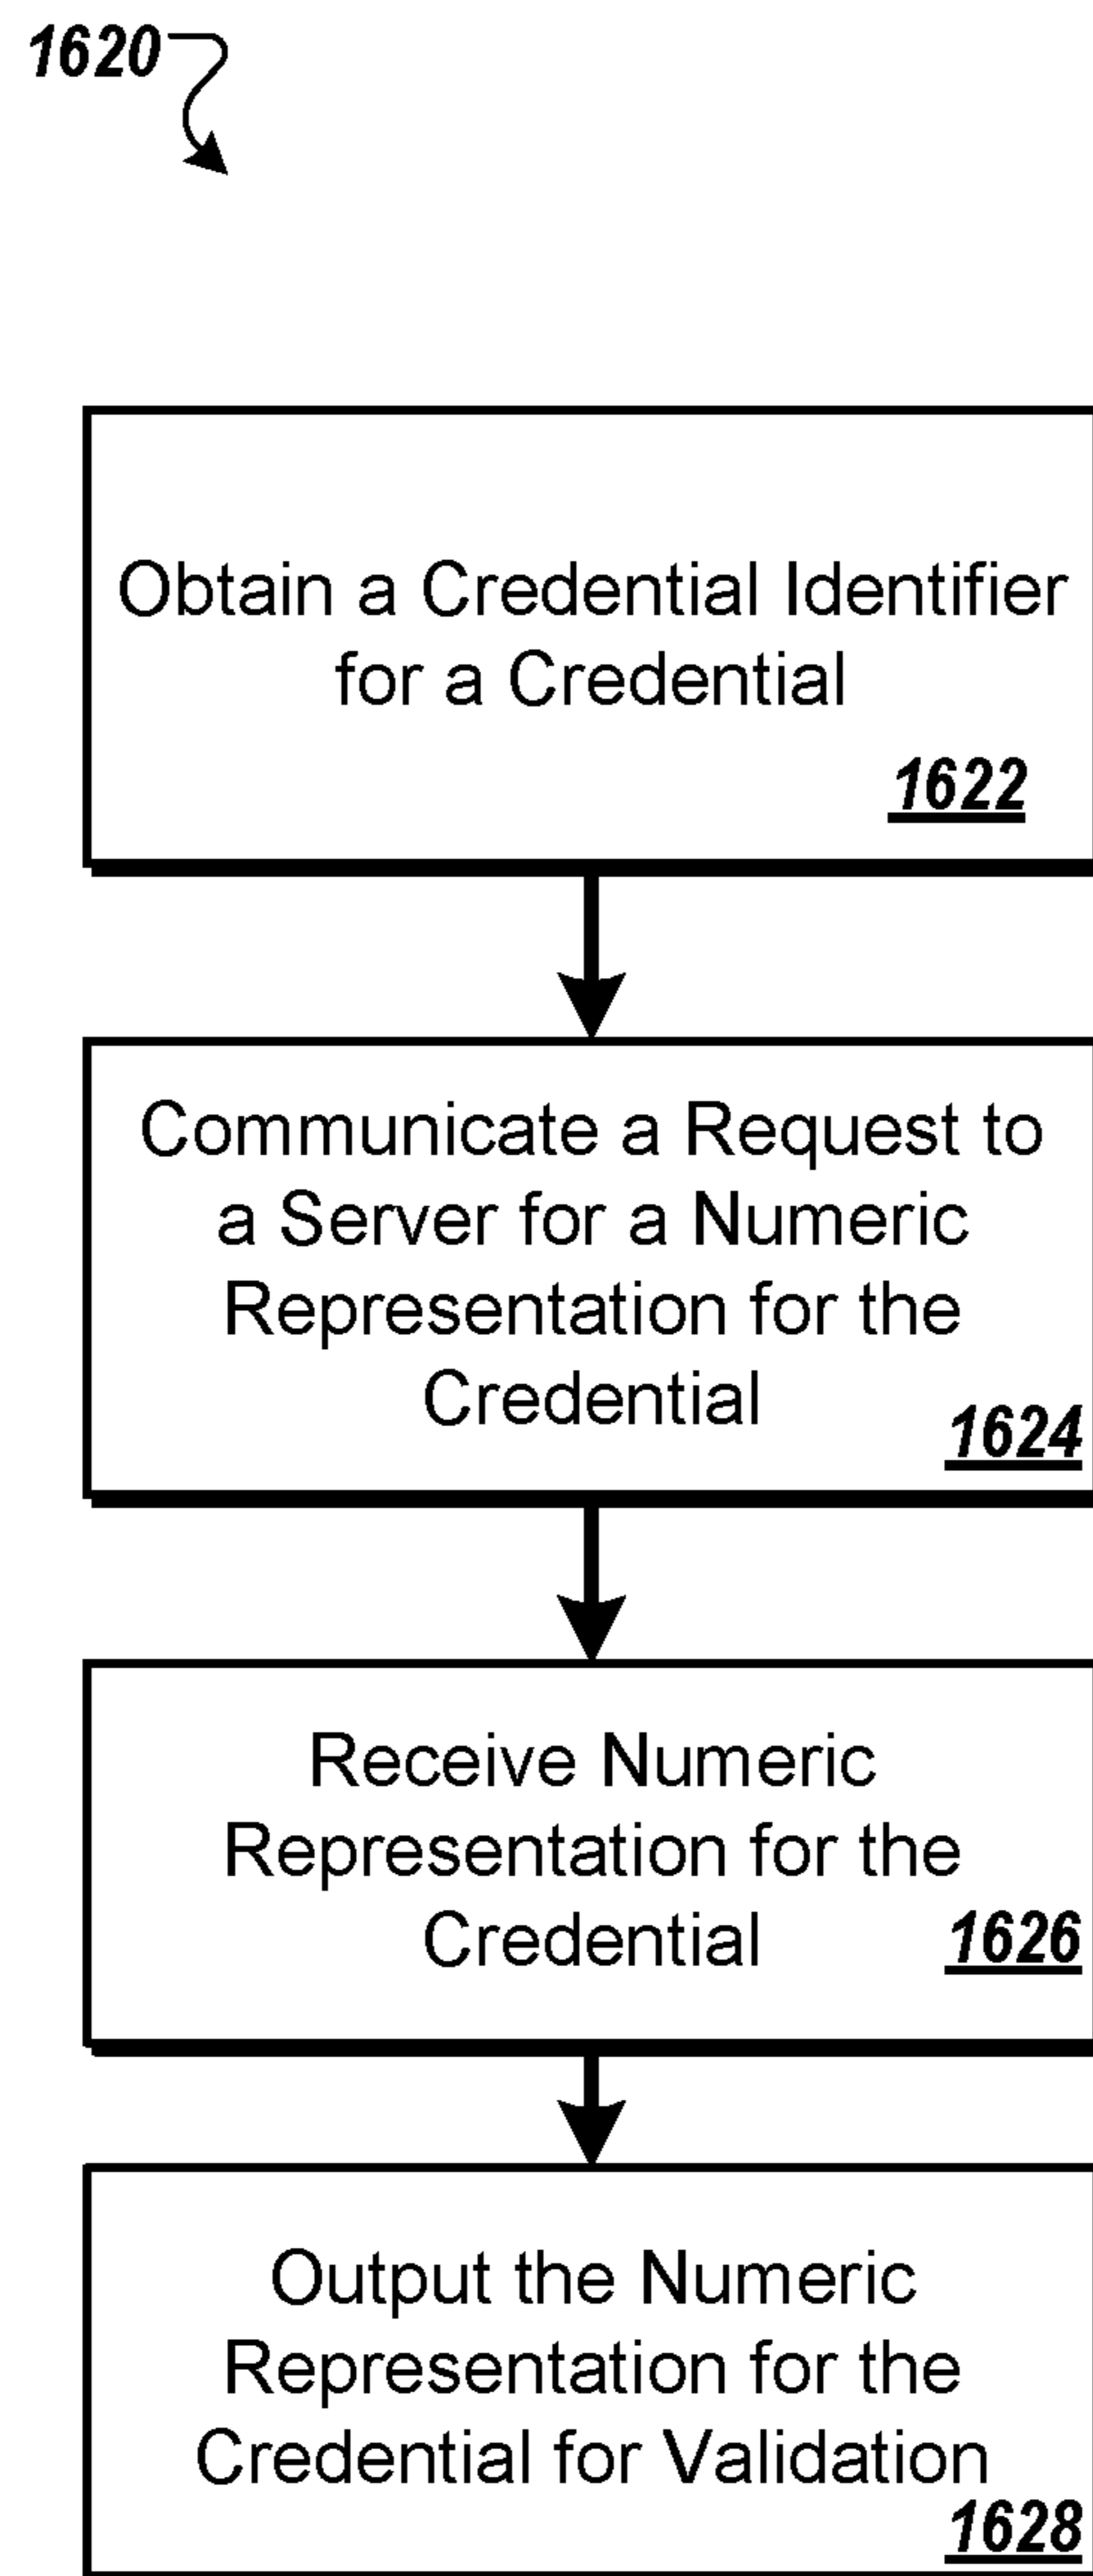 1620
Obtain a Credential Identifier
for a Credential
1622
Communicate a Request to
a Server for a Numeric
Representation for the
Credential
1624
Receive Numeric
Representation for the
Credential
1626
Output the Numeric
Representation for the
Credential for Validation
1628